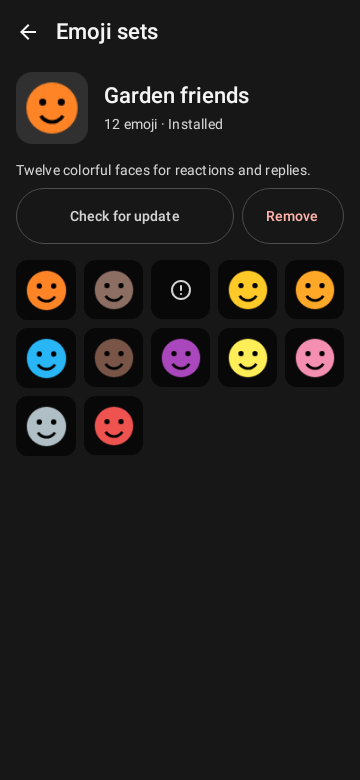 Emoji sets
Garden friends
12 emoji · Installed
Twelve colorful faces for reactions and replies.
Check for update
Remove